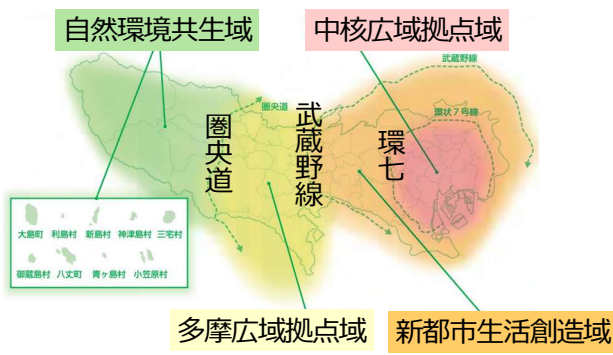 自然環境共生域
中核広域拠点域
武蔵野線
圏央道
環状7号線
圏央道
武蔵野線
環七
大島町 利島村 新島村 神津島村 三宅村
御蔵島村 八丈町 青ヶ島村 小笠原村
多摩広域拠点域
新都市生活創造域